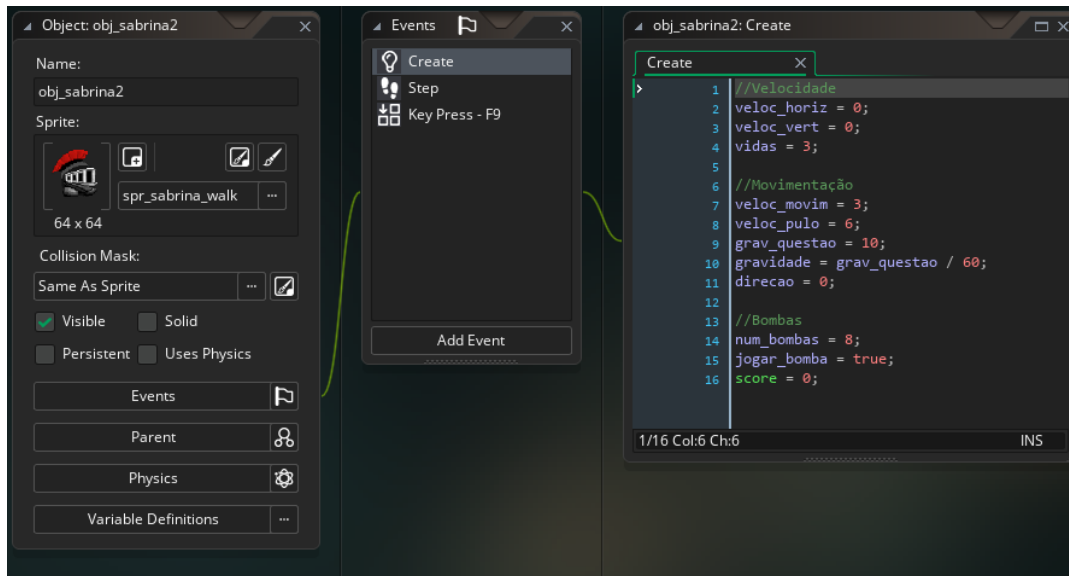 Object: obj_sabrina2
Name:
obj_sabrina2
Sprite:
spr_sabrina_walk
...
64 x 64
Collision Mask:
Same As Sprite
...
Visible
Solid
Persistent
Uses Physics
Events
Parent
Physics
Variable Definitions
...
Events
Create
Step
Key Press - F9
Add Event
obj_sabrina2: Create
Create
1 //Velocidade
2 veloc_horiz = 0;
3 veloc_vert = 0;
4 vidas = 3;
5
6 //Movimentação
7 veloc_movim = 3;
8 veloc_pulo = 6;
9 grav_questao = 10;
10 gravidade = grav_questao / 60;
11 direcao = 0;
12
13 //Bombas
14 num_bombas = 8;
15 jogar_bomba = true;
16 score = 0;
1/16 Col:6 Ch:6
INS